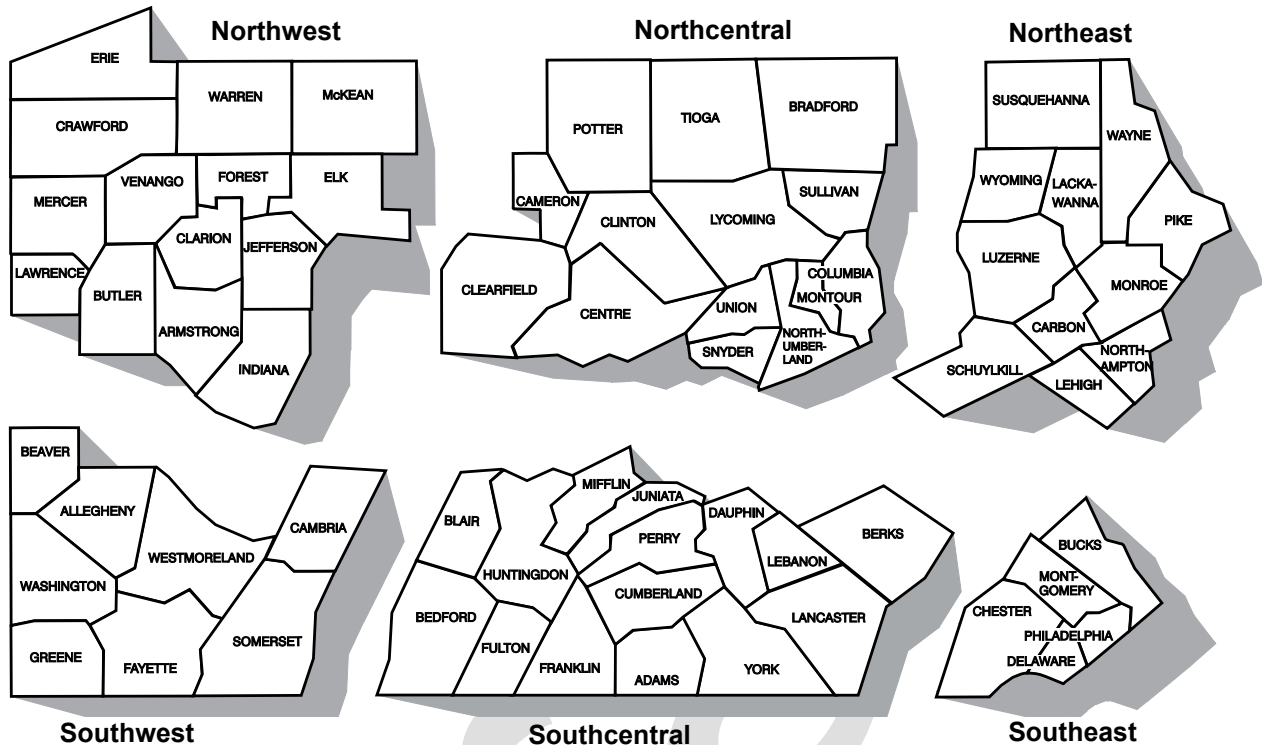 Northwest
ERIE
WARREN
McKEAN
CRAWFORD
VENANGO
FOREST
ELK
MERCER
CLARION
JEFFERSON
LAWRENCE
BUTLER
ARMSTRONG
INDIANA
Northcentral
POTTER
TIOGA
BRADFORD
CAMERON
CLINTON
LYCOMING
SULLIVAN
CLEARFIELD
CENTRE
UNION
COLUMBIA
MONTOUR
SNYDER
NORTH-
UMBER-
LAND
Northeast
SUSQUEHANNA
WAYNE
WYOMING
LACKA-
WANNA
PIKE
LUZERNE
MONROE
CARBON
SCHUYLKILL
NORTH-
AMPTON
LEHIGH
BEAVER
ALLEGHENY
CAMBRIA
WESTMORELAND
WASHINGTON
SOMERSET
GREENE
FAYETTE
Southwest
MIFFLIN
JUNIATA
BLAIR
DAUPHIN
PERRY
BERKS
LEBANON
HUNTINGDON
CUMBERLAND
BEDFORD
LANCASTER
FULTON
FRANKLIN
ADAMS
YORK
Southcentral
BUCKS
MONT-
GOMERY
CHESTER
PHILADELPHIA
DELAWARE
Southeast